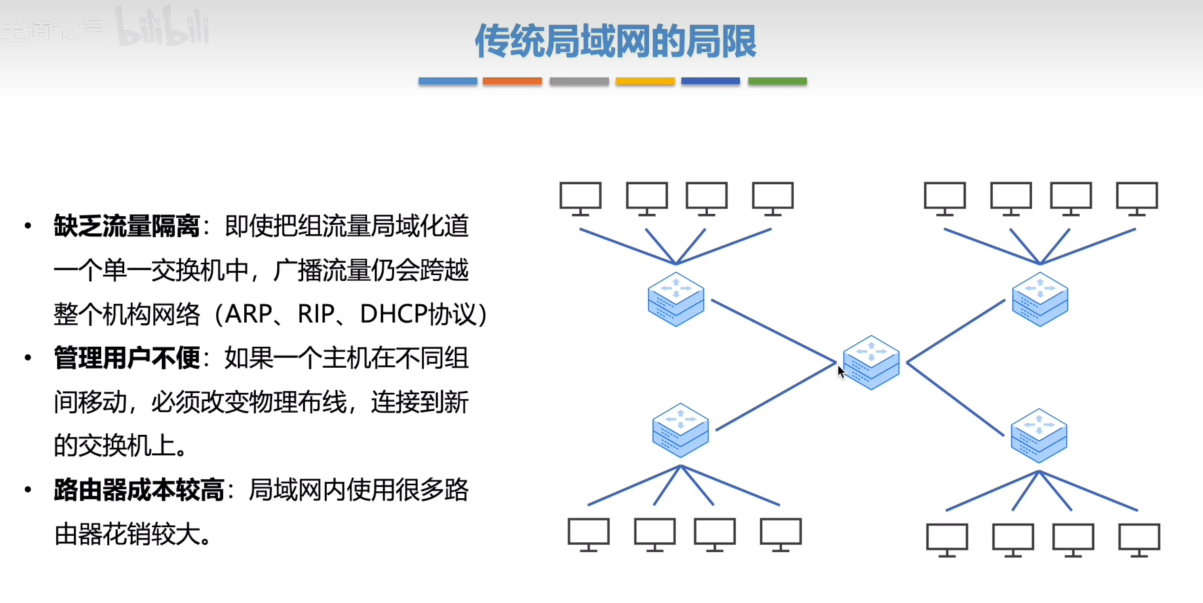 bilibili
传统局域网的局限
• 缺乏流量隔离：即使把组流量局域化道
一个单一交换机中，广播流量仍会跨越
整个机构网络（ARP、RIP、DHCP协议）
• 管理用户不便：如果一个主机在不同组
间移动，必须改变物理布线，连接到新
的交换机上。
• 路由器成本较高：局域网内使用很多路
由器花销较大。